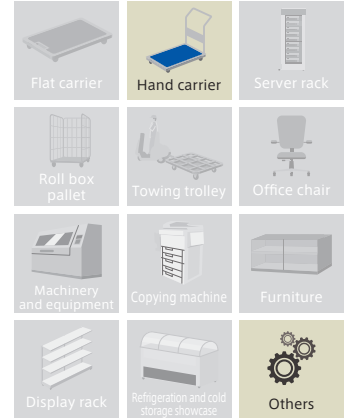 Flat carrier
Hand carrier
Server rack
Roll box
pallet
Towing trolley
Office chair
Machinery
and equipment
Copying machine
Furniture
Display rack
Refrigeration and cold
storage showcase
Others